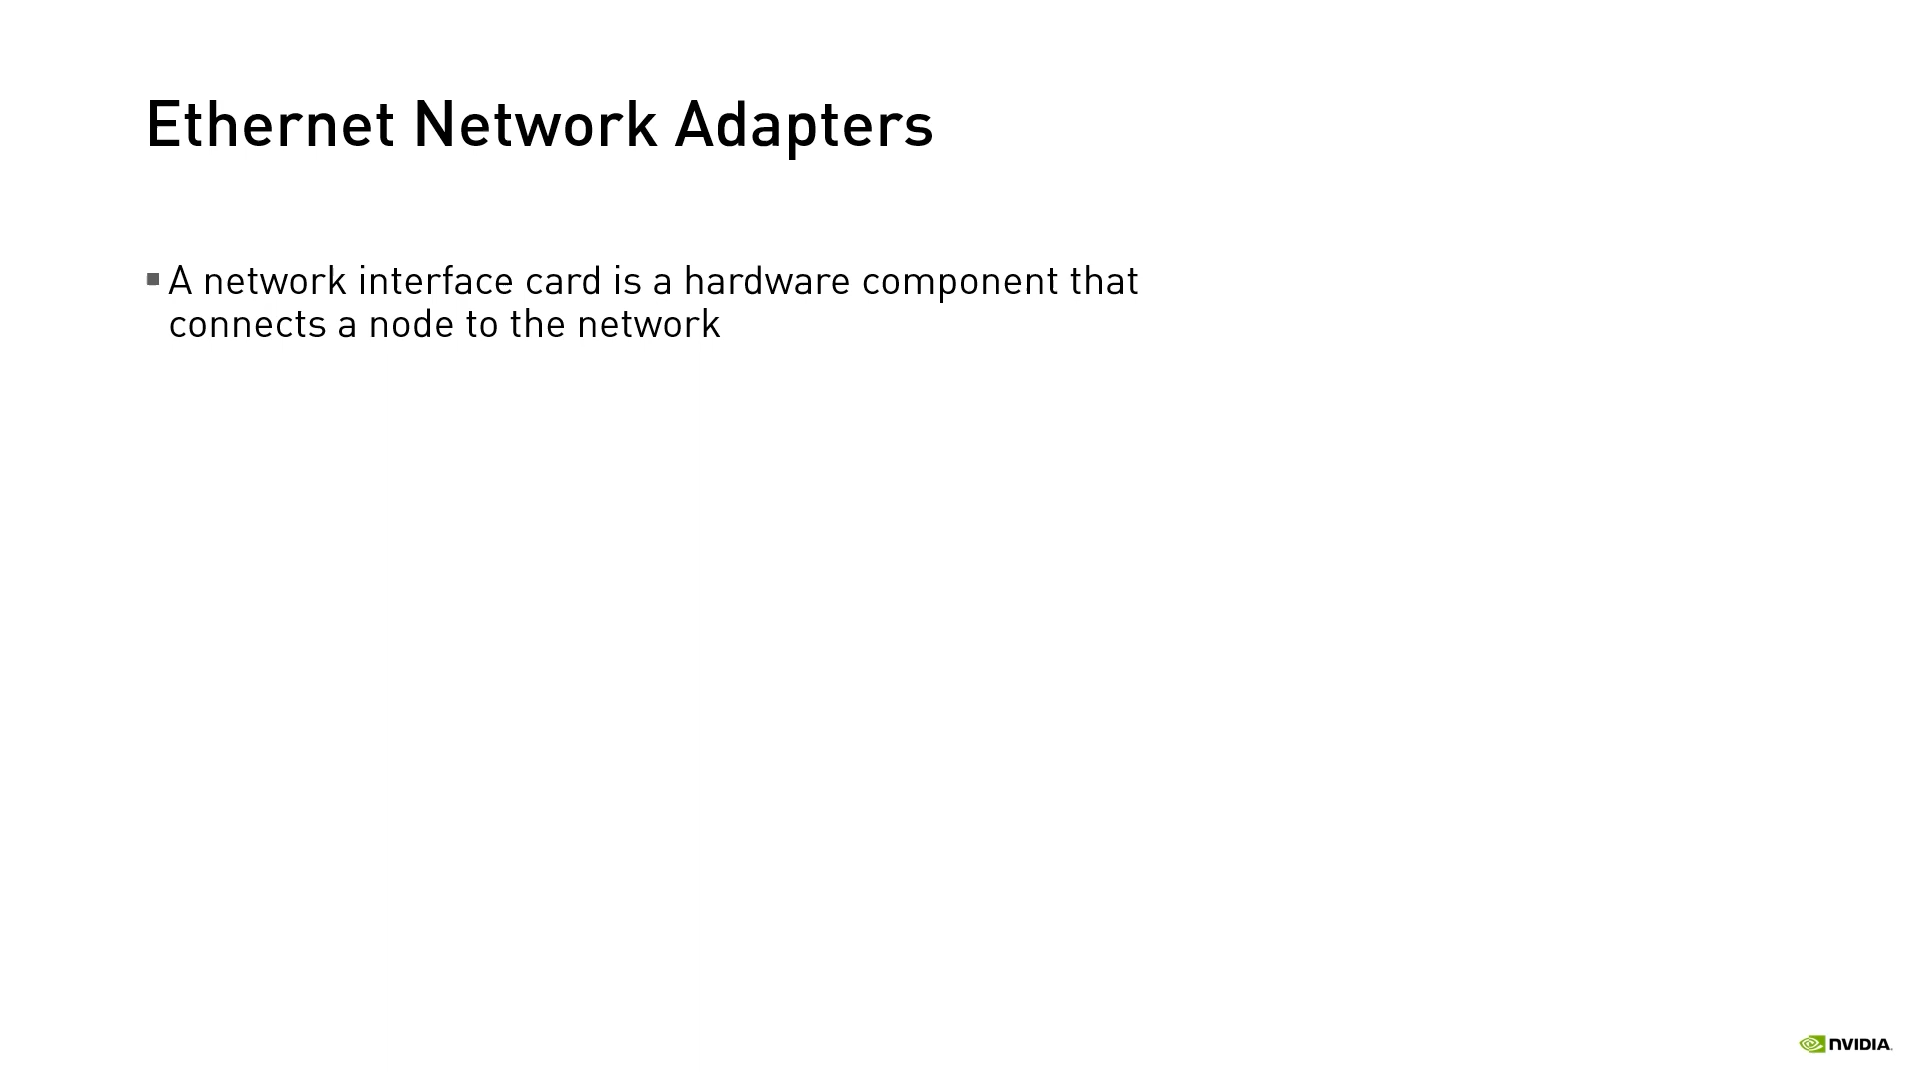 Ethernet Network Adapters
▪ A network interface card is a hardware component that
connects a node to the network
NVIDIA.